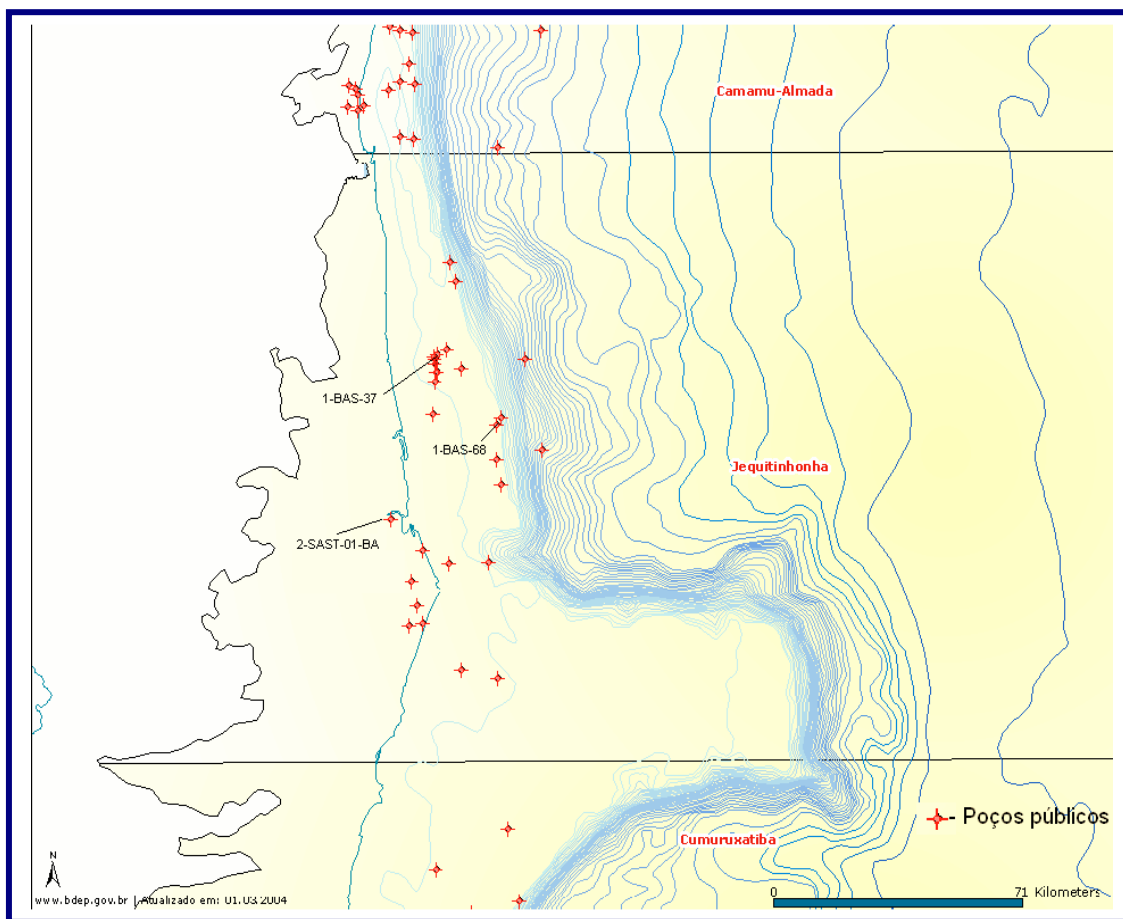 Camamu-Almada
1-BAS-37
1-BAS-68
Jequitinhonha
2-SAST-01-BA
- Poços públicos
Cumuruxatiba
N
www.bdep.gov.br | Atualizado em: 01.03.2004
0 71 Kilometers